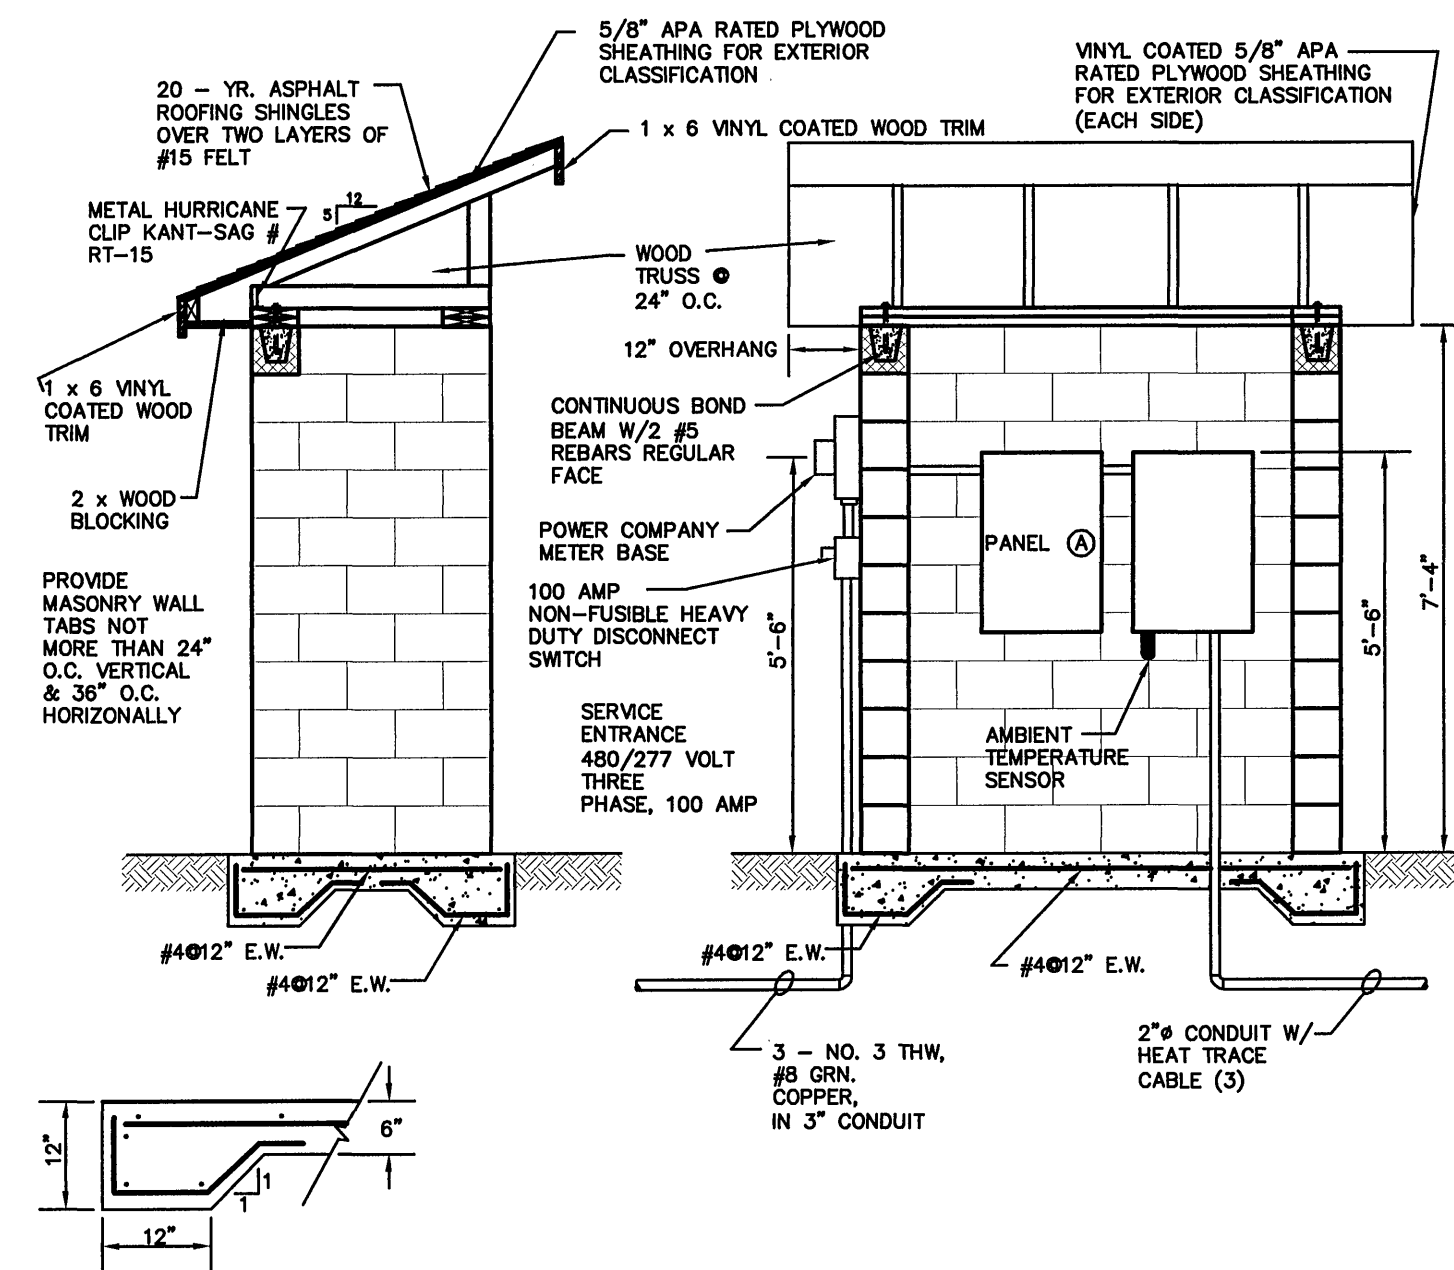 5/8" APA RATED PLYWOOD
SHEATHING FOR EXTERIOR
CLASSIFICATION
VINYL COATED 5/8" APA
RATED PLYWOOD SHEATHING
FOR EXTERIOR CLASSIFICATION
(EACH SIDE)
20 - YR. ASPHALT
ROOFING SHINGLES
OVER TWO LAYERS OF
#15 FELT
1 x 6 VINYL COATED WOOD TRIM
METAL HURRICANE
CLIP KANT-SAG #
RT-15
12
5
WOOD
TRUSS @
24" O.C.
12" OVERHANG
1 x 6 VINYL
COATED WOOD
TRIM
CONTINUOUS BOND
BEAM W/2 #5
REBARS REGULAR
FACE
2 x WOOD
BLOCKING
POWER COMPANY
METER BASE
PANEL A
PROVIDE
MASONRY WALL
TABS NOT
MORE THAN 24"
O.C. VERTICAL
& 36" O.C.
HORIZONALLY
100 AMP
NON-FUSIBLE HEAVY
DUTY DISCONNECT
SWITCH
5'-6"
5'-6"
7'-4"
SERVICE
ENTRANCE
480/277 VOLT
THREE
PHASE, 100 AMP
AMBIENT
TEMPERATURE
SENSOR
#4@12" E.W.
#4@12" E.W.
#4@12" E.W.
#4@12" E.W.
3 - NO. 3 THW,
#8 GRN.
COPPER,
IN 3" CONDUIT
2"ø CONDUIT W/
HEAT TRACE
CABLE (3)
12"
6"
1
1
12"